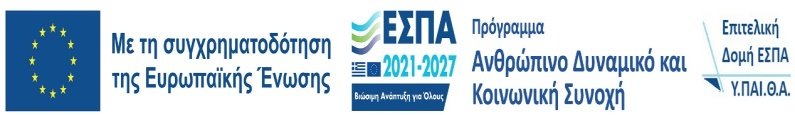 Με τη συγχρηματοδότηση
της Ευρωπαϊκής Ένωσης
ΕΣΠΑ
2021-2027
Βιώσιμη Ανάπτυξη για Όλους
Πρόγραμμα
Ανθρώπινο Δυναμικό και
Κοινωνική Συνοχή
Επιτελική
Δομή ΕΣΠΑ
Υ.ΠΑΙ.Θ.Α.